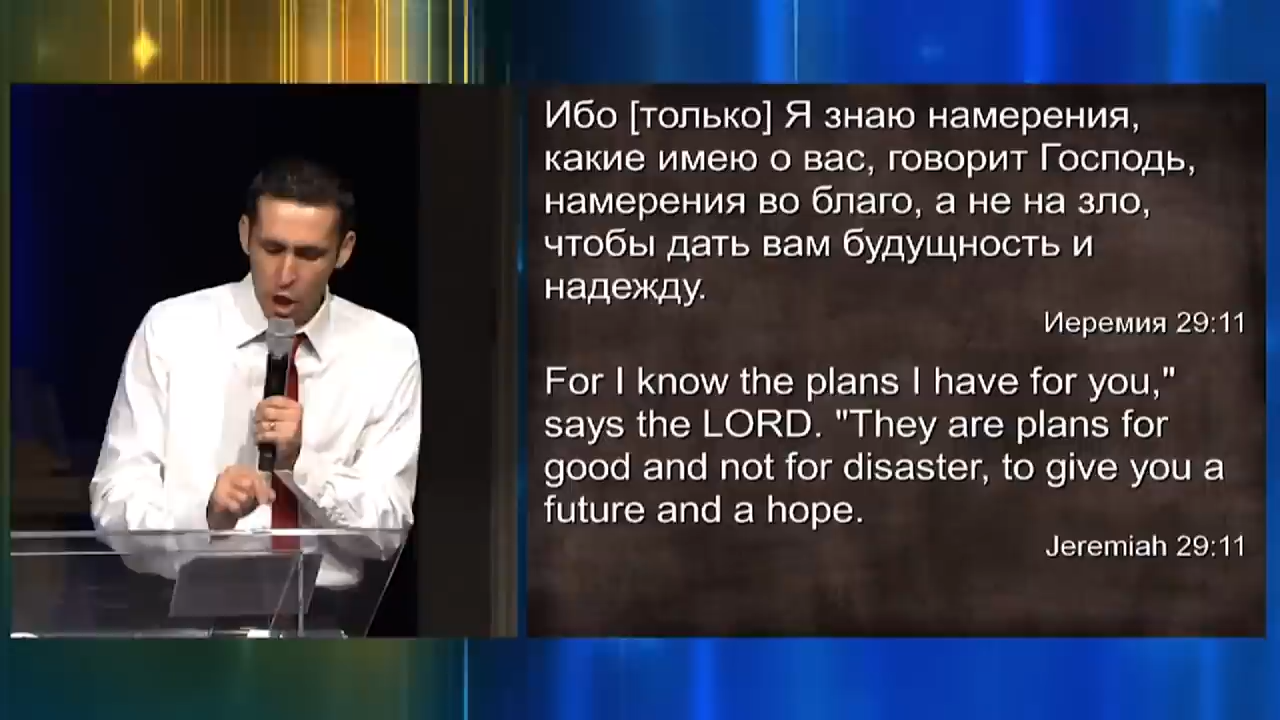 Ибо [только] Я знаю намерения,
какие имею о вас, говорит Господь,
намерения во благо, а не на зло,
чтобы дать вам будущность и
надежду.
Иеремия 29:11
For I know the plans I have for you,"
says the LORD. "They are plans for
good and not for disaster, to give you a
future and a hope.
Jeremiah 29:11